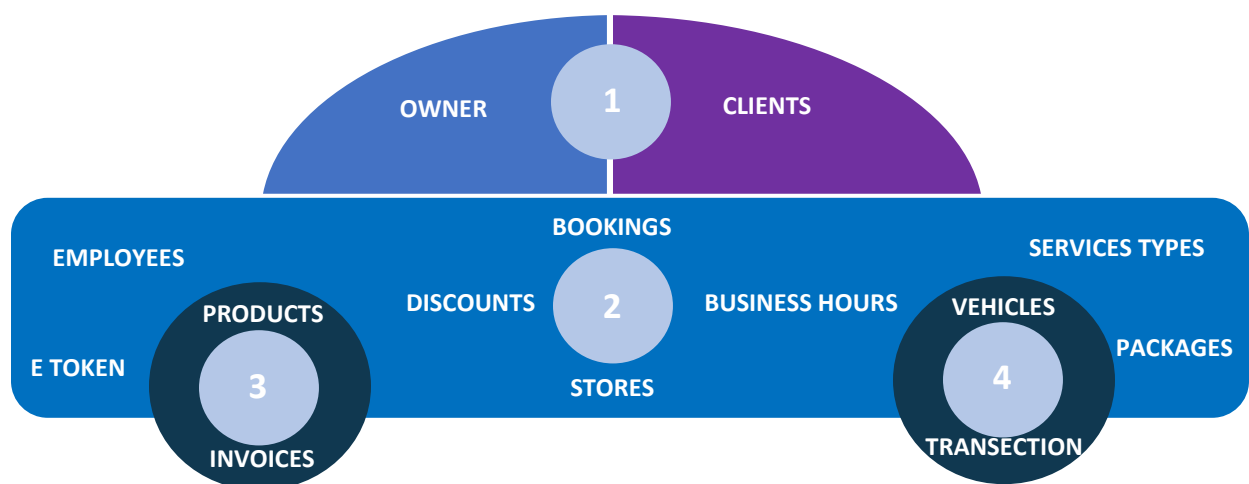 OWNER
1
CLIENTS
BOOKINGS
EMPLOYEES
SERVICES TYPES
DISCOUNTS
2
BUSINESS HOURS
PRODUCTS
VEHICLES
E TOKEN
3
STORES
4
PACKAGES
INVOICES
TRANSECTION